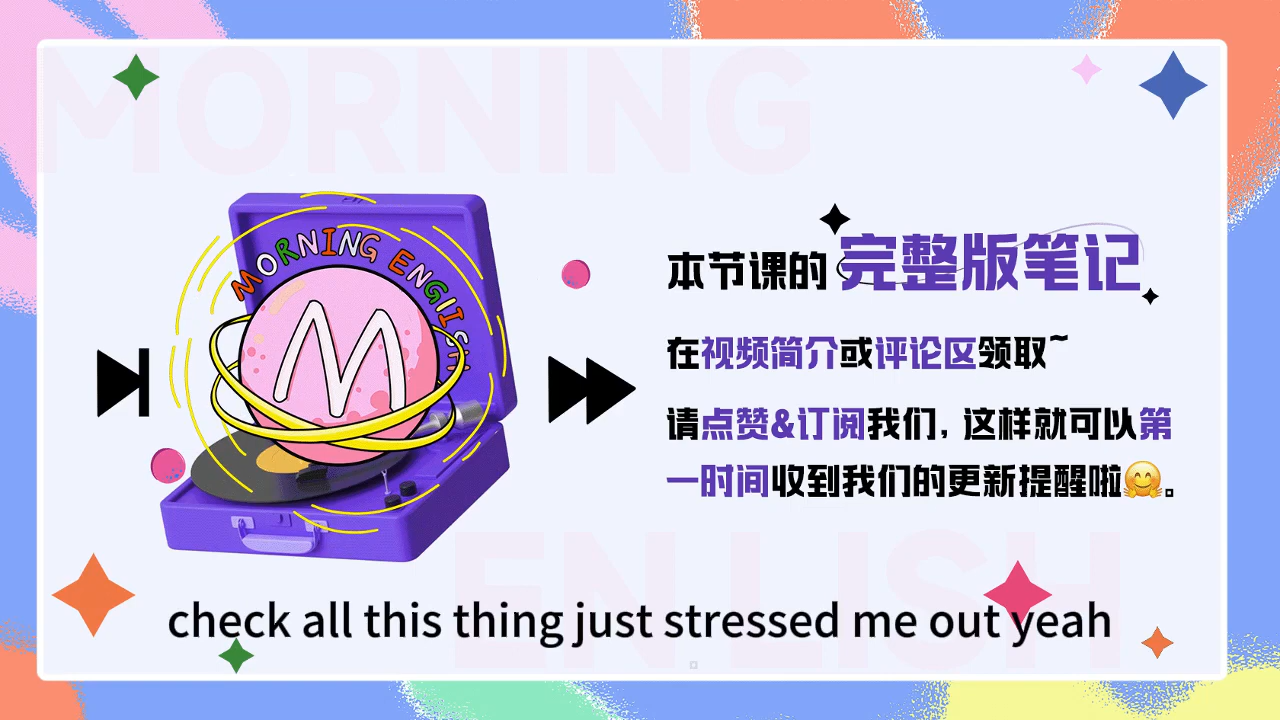 MORNING
MORNING ENGLISH
M
本节课的 完整版笔记
在视频简介或评论区领取~
请点赞&订阅我们, 这样就可以第
一时间收到我们的更新提醒啦🤗。
EN LISH
check all this thing just stressed me out yeah